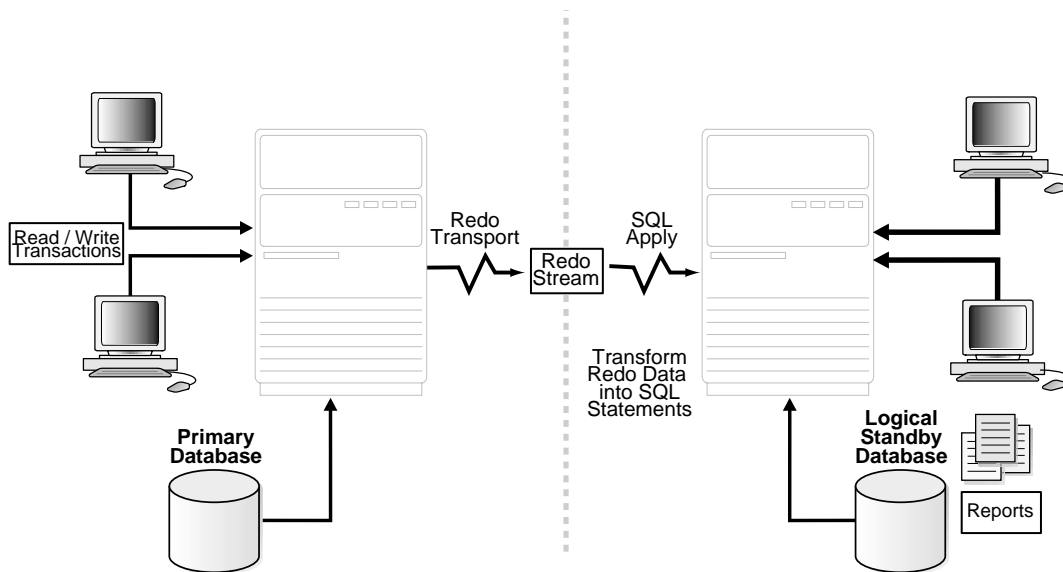 Read / Write
Transactions
Redo
Transport
Redo
Stream
SQL
Apply
Transform
Redo Data
into SQL
Statements
Primary
Database
Logical
Standby
Database
Reports